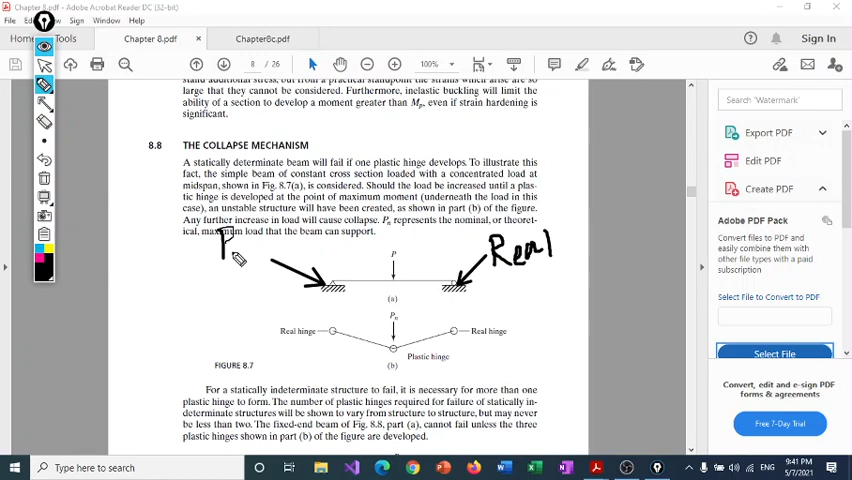 Chapter 8.pdf - Adobe Acrobat Reader DC (32-bit)
File Sign Window Help
Home Tools Chapter 8.pdf × Chapter8c.pdf ? Sign In
8 / 26 100%
stand additional stress, but from a practical standpoint the strains which arise are so
large that they cannot be considered. Furthermore, inelastic buckling will limit the
ability of a section to develop a moment greater than Mp, even if strain hardening is
significant.
8.8 THE COLLAPSE MECHANISM
A statically determinate beam will fail if one plastic hinge develops. To illustrate this
fact, the simple beam of constant cross section loaded with a concentrated load at
midspan, shown in Fig. 8.7(a), is considered. Should the load be increased until a plas-
tic hinge is developed at the point of maximum moment (underneath the load in this
case), an unstable structure will have been created, as shown in part (b) of the figure.
Any further increase in load will cause collapse. Pn represents the nominal, or theoret-
ical, maximum load that the beam can support.
P
Real
P
(a)
Pn
Real hinge
Real hinge
Plastic hinge
(b)
FIGURE 8.7
For a statically indeterminate structure to fail, it is necessary for more than one
plastic hinge to form. The number of plastic hinges required for failure of statically in-
determinate structures will be shown to vary from structure to structure, but may never
be less than two. The fixed-end beam of Fig. 8.8, part (a), cannot fail unless the three
plastic hinges shown in part (b) of the figure are developed.
Search 'Watermark'
Export PDF
Edit PDF
Create PDF
Adobe PDF Pack
Convert files to PDF and
easily combine them with
other file types with a paid
subscription
Select File to Convert to PDF
Select File
Convert, edit and e-sign PDF
forms & agreements
Free 7-Day Trial
Type here to search
ENG
9:41 PM
5/7/2021